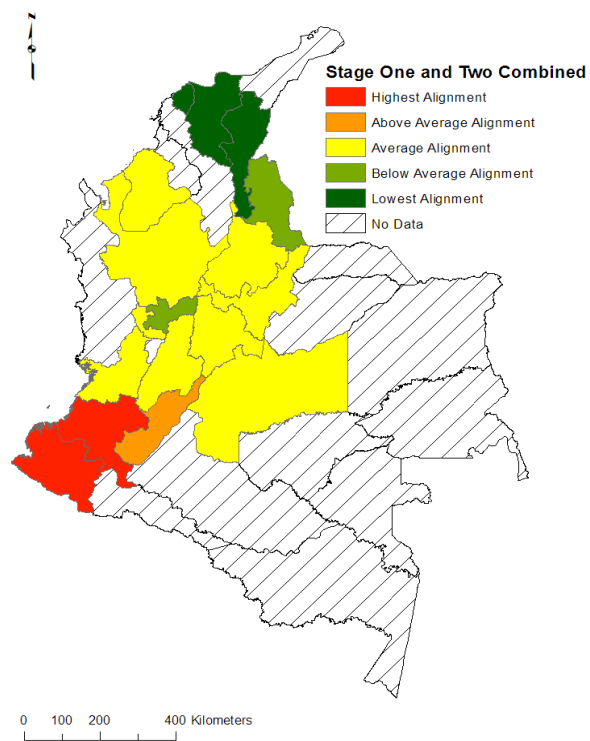 N
Stage One and Two Combined
Highest Alignment
Above Average Alignment
Average Alignment
Below Average Alignment
Lowest Alignment
No Data
0 100 200 400 Kilometers